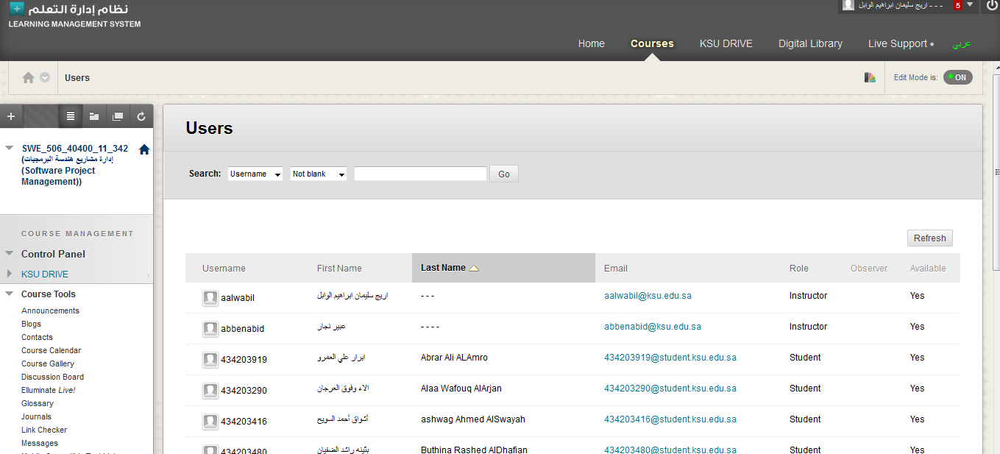 نظام إدارة التعلم
LEARNING MANAGEMENT SYSTEM
اريج سليمان ابراهيم الوابل - - -
5
Home Courses KSU DRIVE Digital Library Live Support عربي
Users
Edit Mode is: ON
SWE_506_40400_11_342
(إدارة مشاريع هندسة البرمجيات
(Software Project
Management))
COURSE MANAGEMENT
Control Panel
KSU DRIVE
Course Tools
Announcements
Blogs
Contacts
Course Calendar
Course Gallery
Discussion Board
Elluminate Live!
Glossary
Journals
Link Checker
Messages
Users
Search: Username Not blank Go
Refresh
Username First Name Last Name Email Role Observer Available
aalwabil اريج سليمان ابراهيم الوابل - - - aalwabil@ksu.edu.sa Instructor Yes
abbenabid عبير نجار - - - - abbenabid@ksu.edu.sa Instructor Yes
434203919 ابرار علي العمرو Abrar Ali ALAmro 434203919@student.ksu.edu.sa Student Yes
434203290 الاء وفوق العرجان Alaa Wafouq AlArjan 434203290@student.ksu.edu.sa Student Yes
434203416 أشواق أحمد السويح ashwag Ahmed AlSwayah 434203416@student.ksu.edu.sa Student Yes
434203480 بثينه راشد الضفيان Buthina Rashed AlDhafian 434203480@student.ksu.edu.sa Student Yes